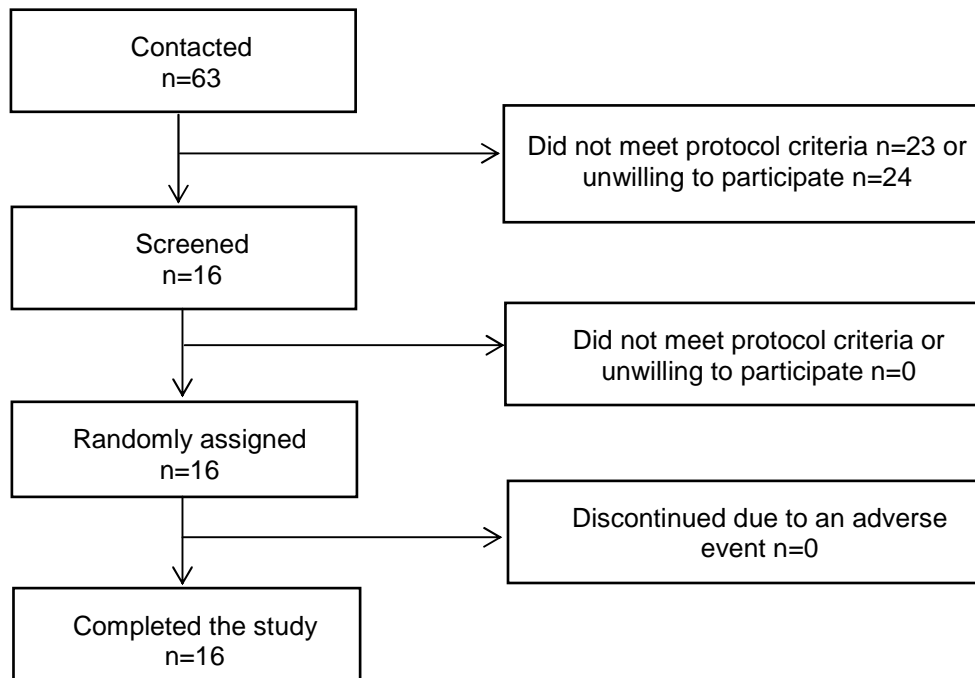 Contacted
n=63
Did not meet protocol criteria n=23 or
unwilling to participate n=24
Screened
n=16
Did not meet protocol criteria or
unwilling to participate n=0
Randomly assigned
n=16
Discontinued due to an adverse
event n=0
Completed the study
n=16